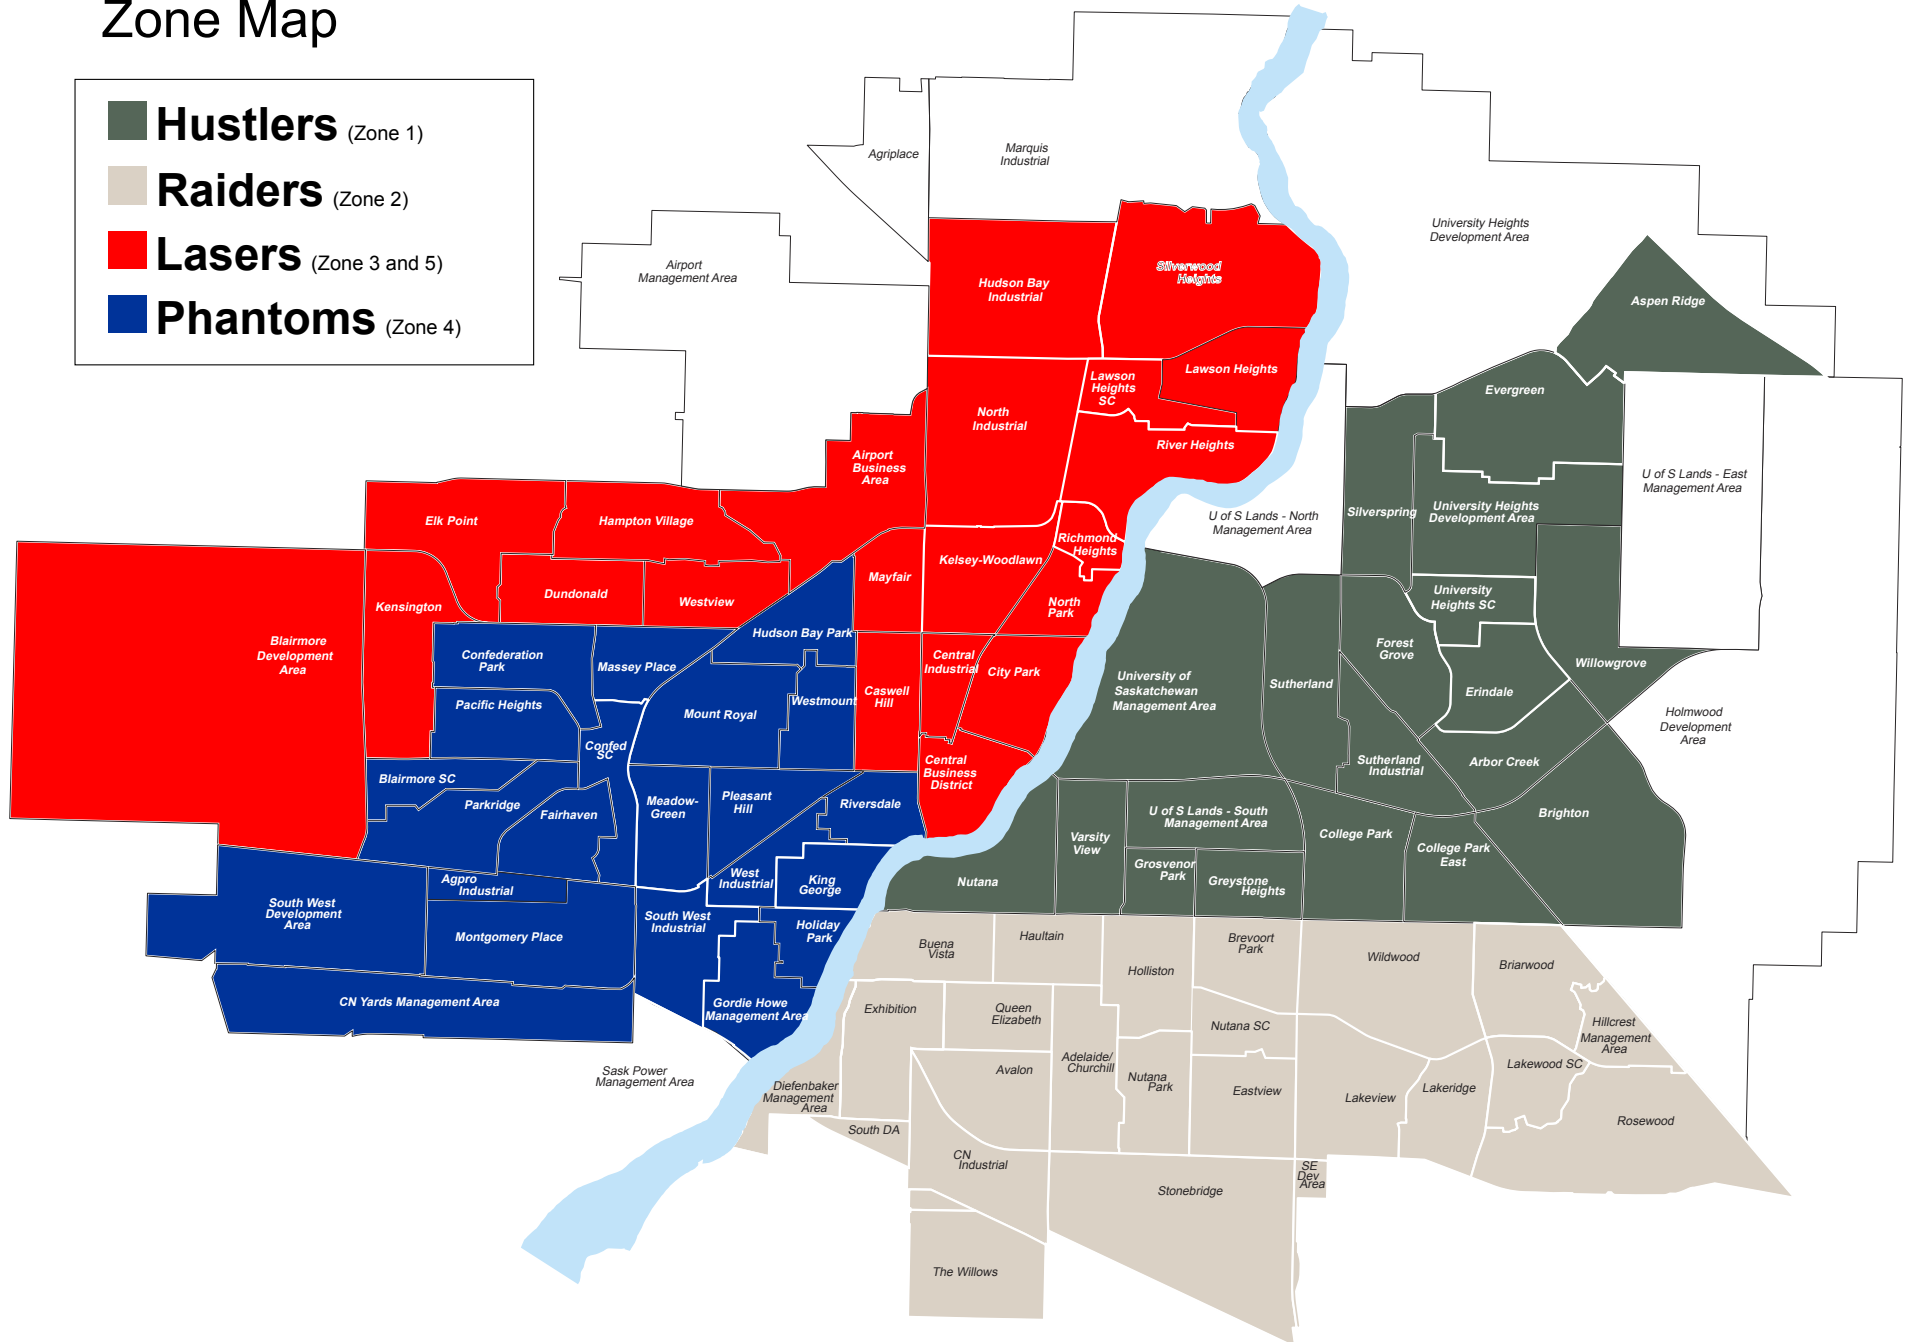 Zone Map
Hustlers (Zone 1)
Raiders (Zone 2)
Lasers (Zone 3 and 5)
Phantoms (Zone 4)
Agriplace
Marquis
Industrial
University Heights
Development Area
Airport
Management Area
Hudson Bay
Industrial
Silverwood
Heights
Aspen Ridge
Lawson
Heights
SC
Lawson Heights
Evergreen
North
Industrial
River Heights
Airport
Business
Area
U of S Lands - East
Management Area
Elk Point
Hampton Village
Silverspring
University Heights
Development Area
U of S Lands - North
Management Area
Richmond
Heights
Kelsey-Woodlawn
Mayfair
Dundonald
Westview
Kensington
North
Park
University
Heights SC
Blairmore
Development
Area
Hudson Bay Park
Confederation
Park
Massey Place
Central
Industrial
City Park
Forest
Grove
Willowgrove
University of
Saskatchewan
Management Area
Sutherland
Erindale
Caswell
Hill
Westmount
Pacific Heights
Mount Royal
Holmwood
Development
Area
Confed
SC
Central
Business
District
Sutherland
Industrial
Arbor Creek
Blairmore SC
Parkridge
Fairhaven
Meadow-
Green
Pleasant
Hill
Riversdale
U of S Lands - South
Management Area
Varsity
View
College Park
College Park
East
Brighton
Grosvenor
Park
Greystone
Heights
Nutana
West
Industrial
King
George
Agpro
Industrial
South West
Development
Area
Montgomery Place
South West
Industrial
Holiday
Park
Buena
Vista
Haultain
Holliston
Brevoort
Park
Wildwood
Briarwood
CN Yards Management Area
Gordie Howe
Management Area
Exhibition
Queen
Elizabeth
Nutana SC
Hillcrest
Management
Area
Sask Power
Management Area
Diefenbaker
Management
Area
Avalon
Adelaide/
Churchill
Nutana
Park
Eastview
Lakeview
Lakeridge
Lakewood SC
Rosewood
South DA
CN
Industrial
Stonebridge
SE
Dev
Area
The Willows